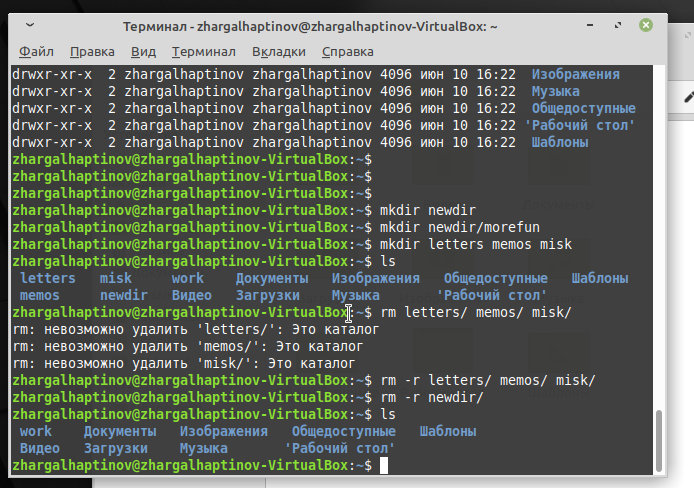 Терминал - zhargalhaptinov@zhargalhaptinov-VirtualBox: ~
Файл Правка Вид Терминал Вкладки Справка
drwxr-xr-x  2 zhargalhaptinov zhargalhaptinov 4096 июн 10 16:22  Изображения
drwxr-xr-x  2 zhargalhaptinov zhargalhaptinov 4096 июн 10 16:22  Музыка
drwxr-xr-x  2 zhargalhaptinov zhargalhaptinov 4096 июн 10 16:22  Общедоступные
drwxr-xr-x  2 zhargalhaptinov zhargalhaptinov 4096 июн 10 16:22 'Рабочий стол'
drwxr-xr-x  2 zhargalhaptinov zhargalhaptinov 4096 июн 10 16:22  Шаблоны
zhargalhaptinov@zhargalhaptinov-VirtualBox:~$
zhargalhaptinov@zhargalhaptinov-VirtualBox:~$
zhargalhaptinov@zhargalhaptinov-VirtualBox:~$
zhargalhaptinov@zhargalhaptinov-VirtualBox:~$ mkdir newdir
zhargalhaptinov@zhargalhaptinov-VirtualBox:~$ mkdir newdir/morefun
zhargalhaptinov@zhargalhaptinov-VirtualBox:~$ mkdir letters memos misk
zhargalhaptinov@zhargalhaptinov-VirtualBox:~$ ls
letters   misk     work    Документы   Изображения   Общедоступные   Шаблоны
memos     newdir   Видео   Загрузки    Музыка       'Рабочий стол'
zhargalhaptinov@zhargalhaptinov-VirtualBox:~$ rm letters/ memos/ misk/
rm: невозможно удалить 'letters/': Это каталог
rm: невозможно удалить 'memos/': Это каталог
rm: невозможно удалить 'misk/': Это каталог
zhargalhaptinov@zhargalhaptinov-VirtualBox:~$ rm -r letters/ memos/ misk/
zhargalhaptinov@zhargalhaptinov-VirtualBox:~$ rm -r newdir/
zhargalhaptinov@zhargalhaptinov-VirtualBox:~$ ls
work    Документы   Изображения   Общедоступные   Шаблоны
Видео   Загрузки    Музыка       'Рабочий стол'
zhargalhaptinov@zhargalhaptinov-VirtualBox:~$